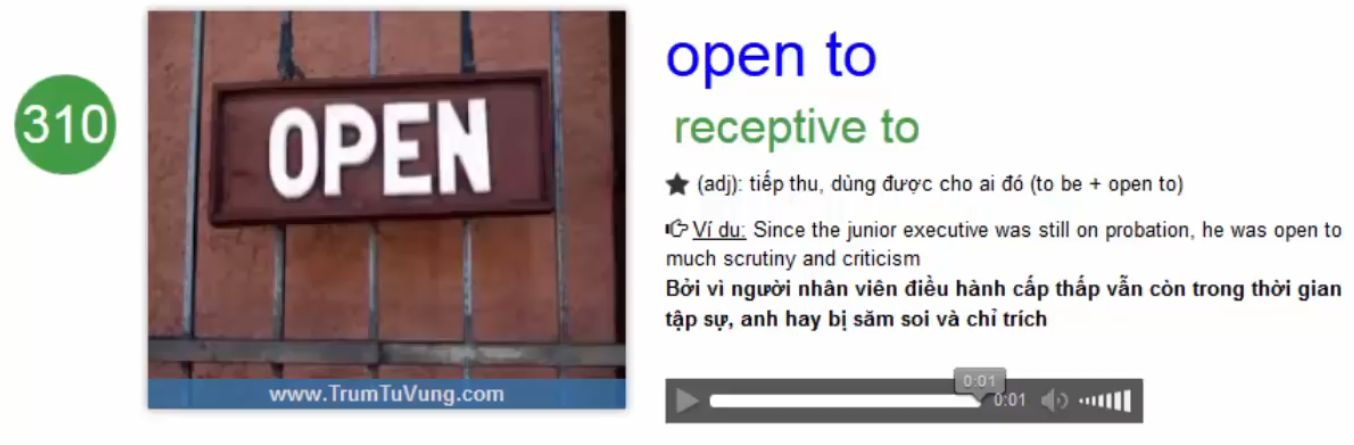 310
OPEN
www.TrumTuVung.com
open to
receptive to
★ (adj): tiếp thu, dùng được cho ai đó (to be + open to)
Ví du: Since the junior executive was still on probation, he was open to
much scrutiny and criticism
Bởi vì người nhân viên điều hành cấp thấp vẫn còn trong thời gian
tập sự, anh hay bị săm soi và chỉ trích
0:01
0:01